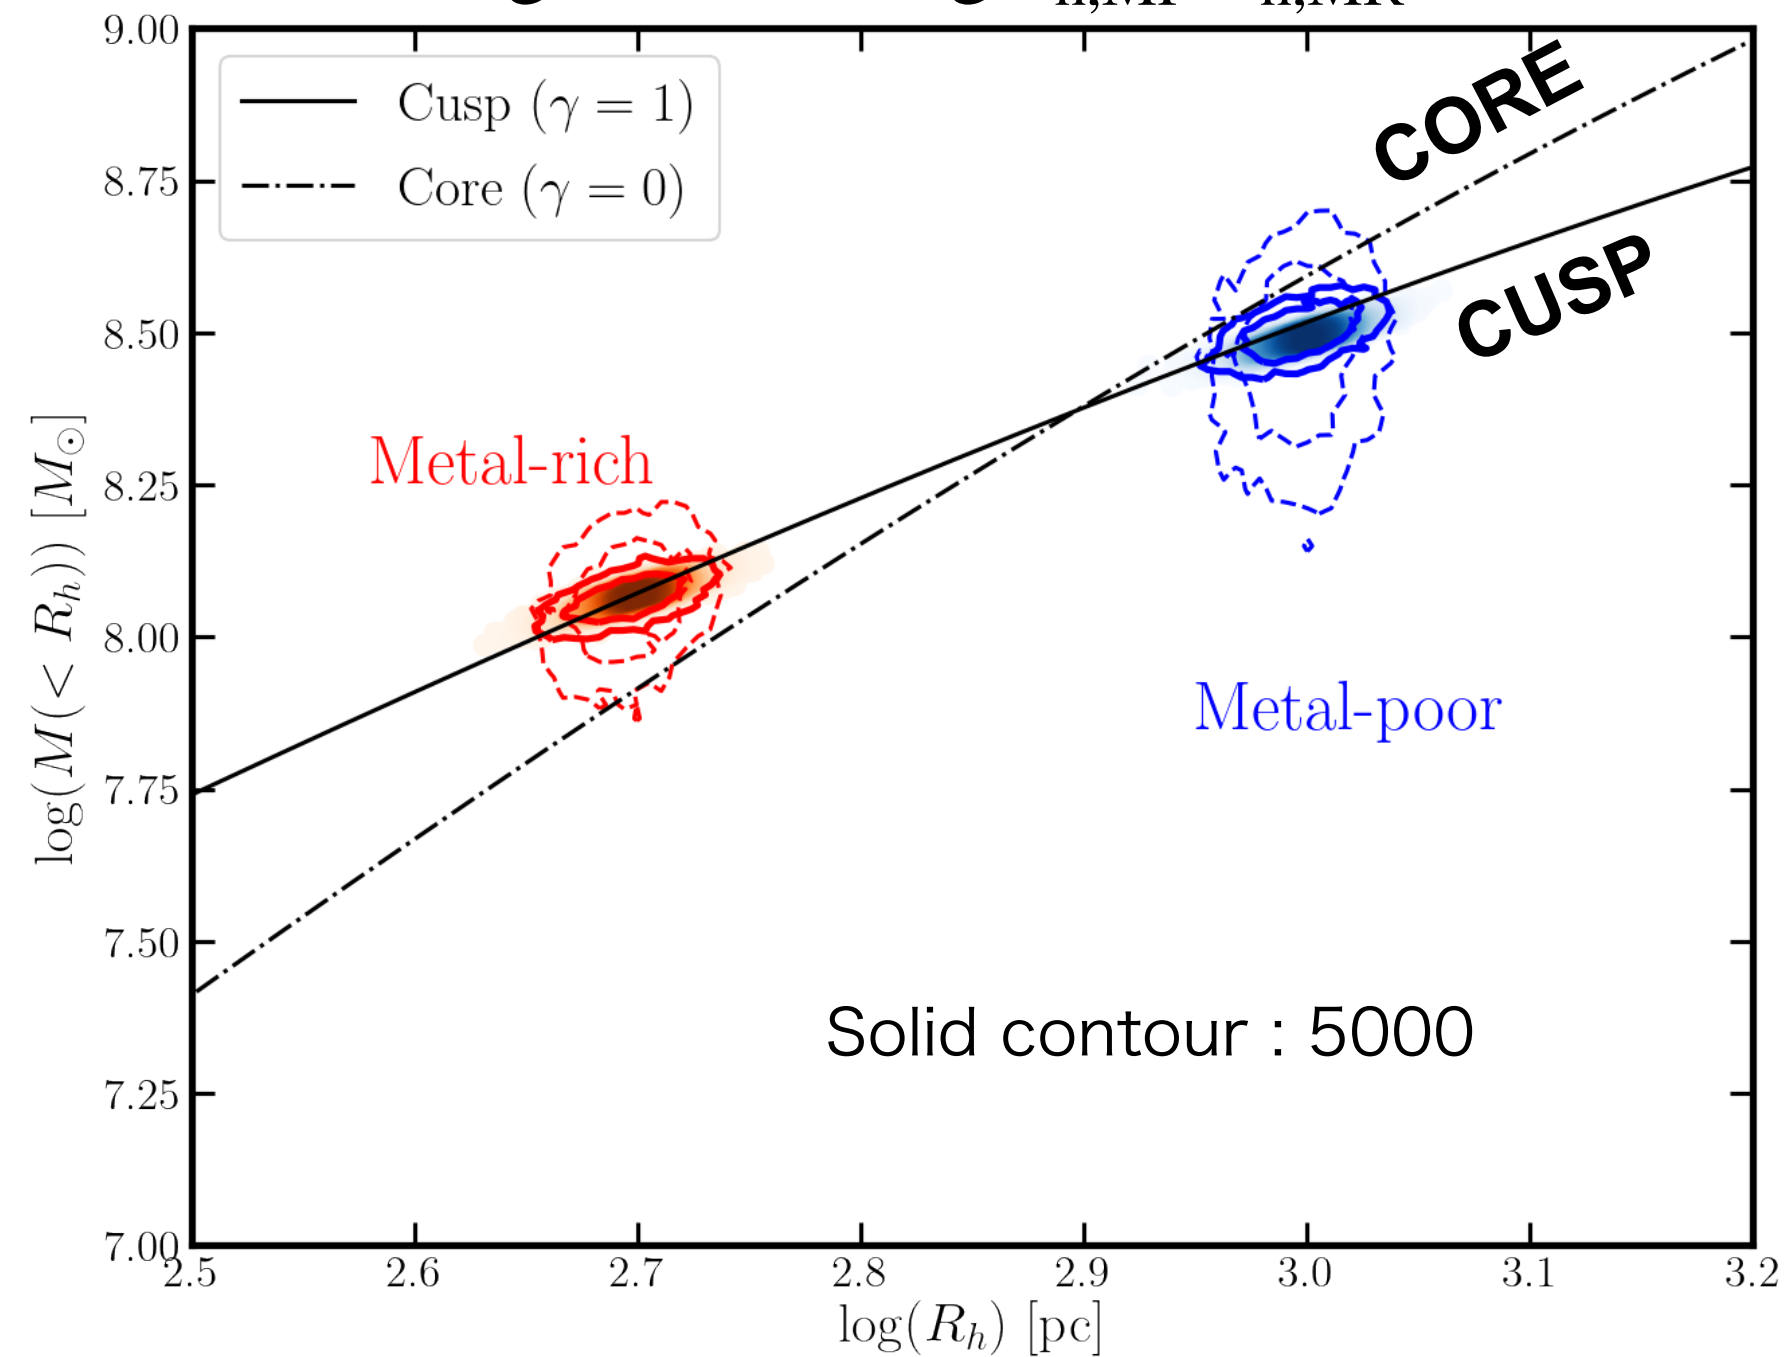 9.00
Cusp (γ = 1)
Core (γ = 0)
CORE
CUSP
8.75
8.50
8.25
8.00
7.75
7.50
7.25
7.00
log(M(< R_h)) [M_⊙]
Metal-rich
Metal-poor
Solid contour : 5000
2.5 2.6 2.7 2.8 2.9 3.0 3.1 3.2
log(R_h) [pc]